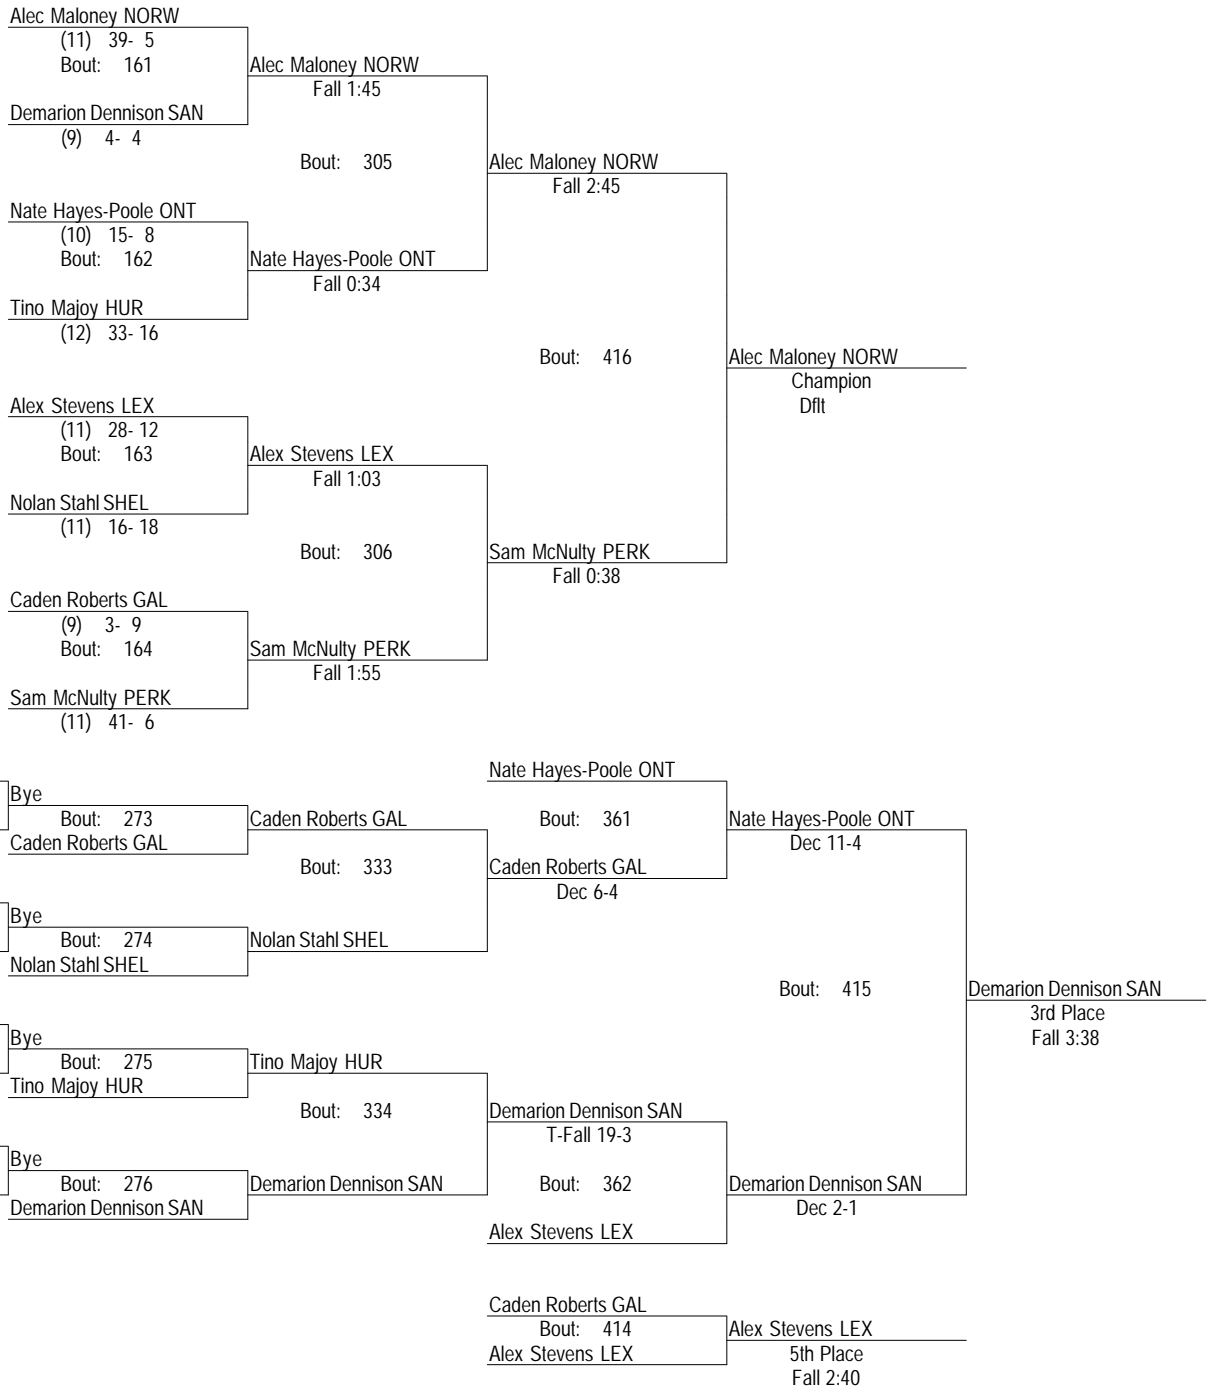 Alec Maloney NORW
(11) 39- 5
Bout: 161
Alec Maloney NORW
Fall 1:45
Demarion Dennison SAN
(9) 4- 4
Bout: 305
Alec Maloney NORW
Fall 2:45
Nate Hayes-Poole ONT
(10) 15- 8
Bout: 162
Nate Hayes-Poole ONT
Fall 0:34
Tino Majoy HUR
(12) 33- 16
Bout: 416
Alec Maloney NORW
Champion
Dflt
Alex Stevens LEX
(11) 28- 12
Bout: 163
Alex Stevens LEX
Fall 1:03
Nolan Stahl SHEL
(11) 16- 18
Bout: 306
Sam McNulty PERK
Fall 0:38
Caden Roberts GAL
(9) 3- 9
Bout: 164
Sam McNulty PERK
Fall 1:55
Sam McNulty PERK
(11) 41- 6
Nate Hayes-Poole ONT
Bye
Bout: 273
Caden Roberts GAL
Bout: 361
Nate Hayes-Poole ONT
Caden Roberts GAL
Dec 11-4
Bout: 333
Caden Roberts GAL
Dec 6-4
Bye
Bout: 274
Nolan Stahl SHEL
Nolan Stahl SHEL
Bout: 415
Demarion Dennison SAN
3rd Place
Fall 3:38
Bye
Bout: 275
Tino Majoy HUR
Tino Majoy HUR
Bout: 334
Demarion Dennison SAN
T-Fall 19-3
Bye
Bout: 276
Demarion Dennison SAN
Bout: 362
Demarion Dennison SAN
Demarion Dennison SAN
Dec 2-1
Alex Stevens LEX
Caden Roberts GAL
Bout: 414
Alex Stevens LEX
Alex Stevens LEX
5th Place
Fall 2:40